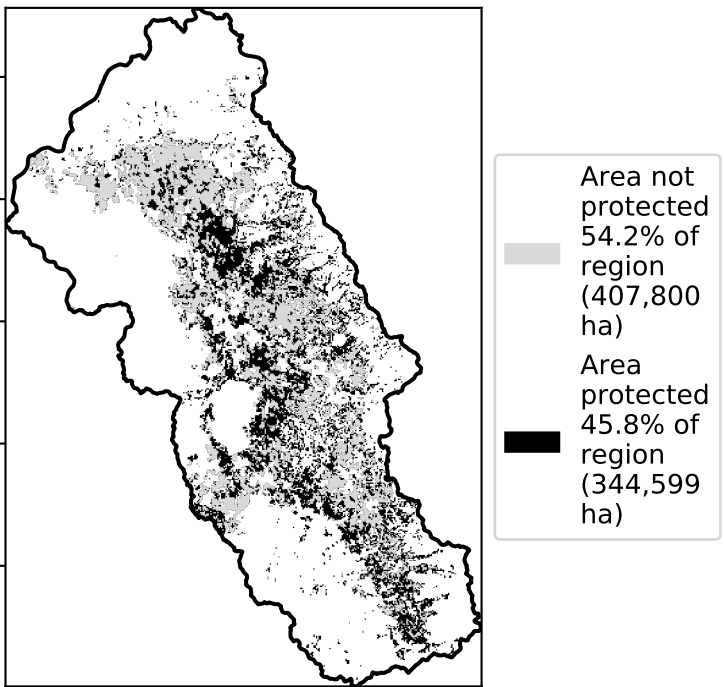 Area not
protected
54.2% of
region
(407,800
ha)
Area
protected
45.8% of
region
(344,599
ha)